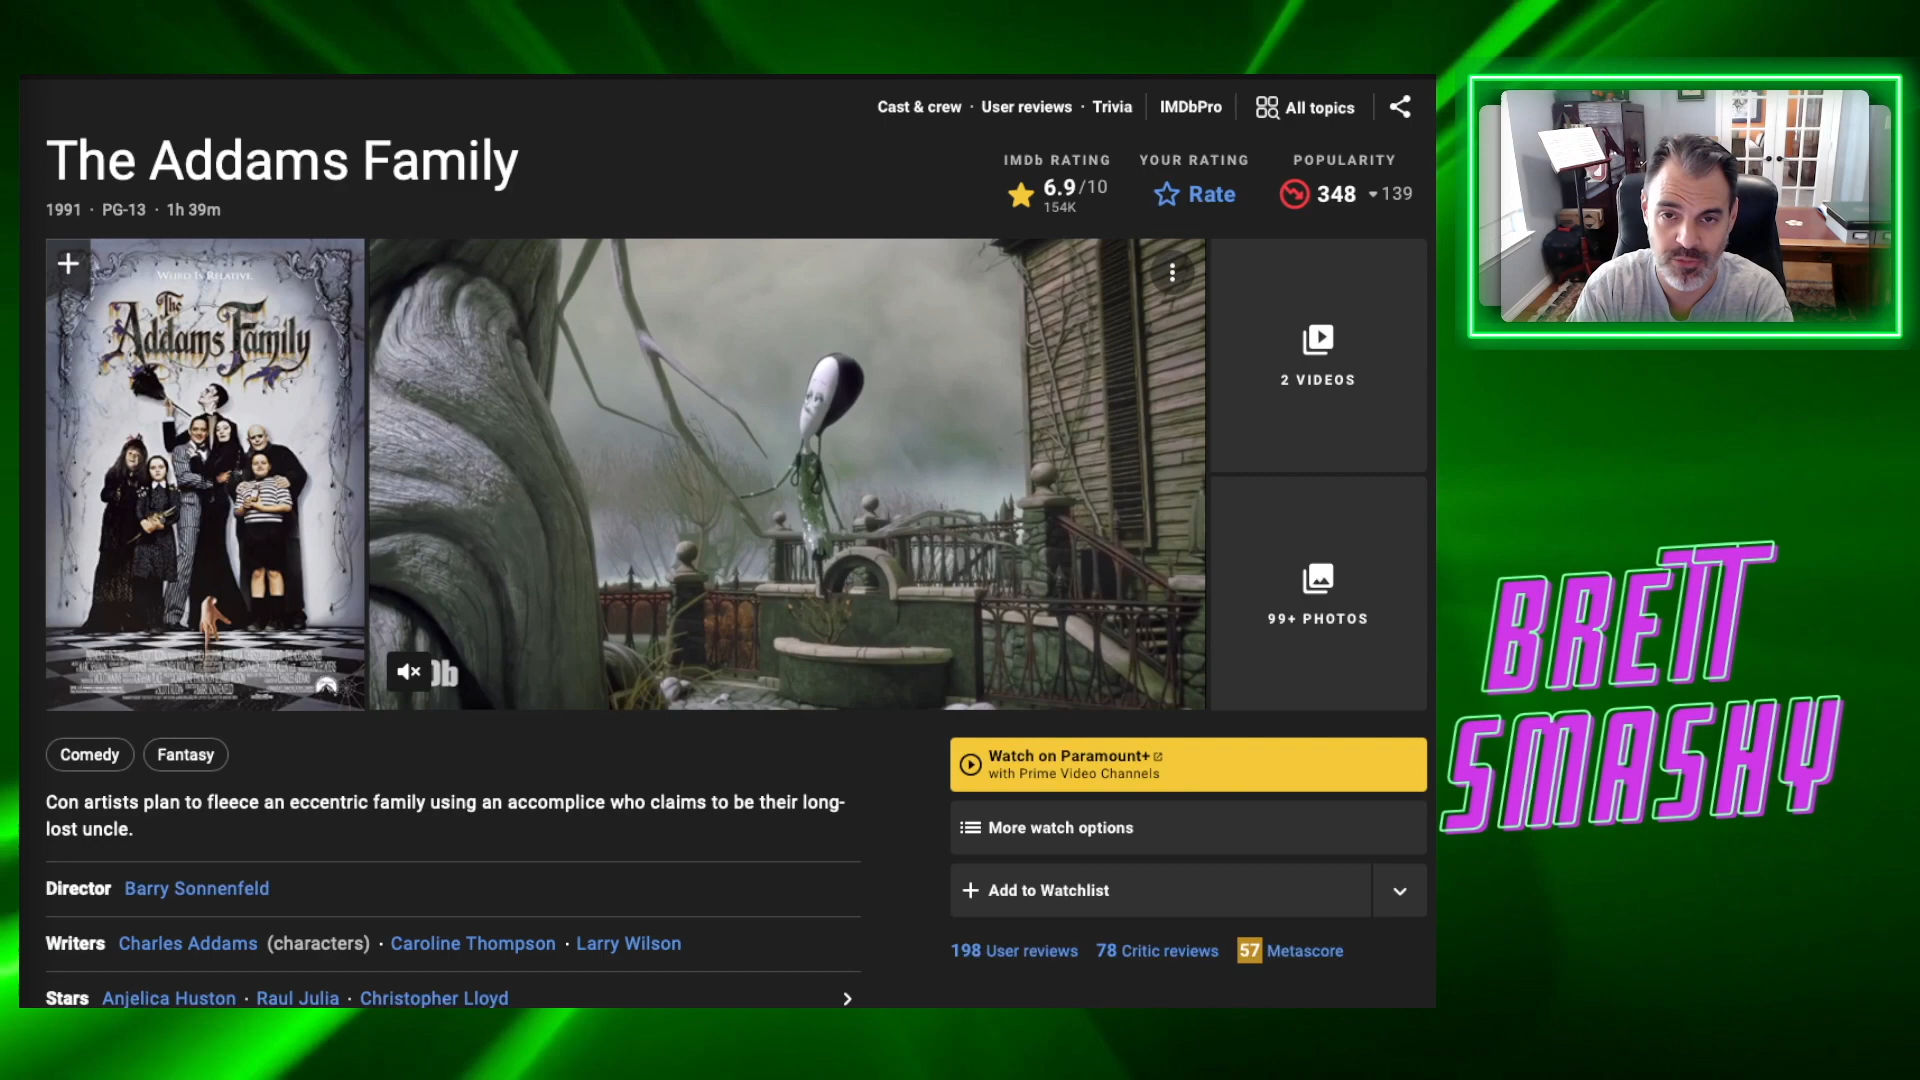 Cast & crew · User reviews · Trivia IMDbPro All topics
The Addams Family
1991 · PG-13 · 1h 39m
IMDb RATING
6.9/10
154K
YOUR RATING
Rate
POPULARITY
348 139
WEIRD IS RELATIVE.
The
Addams Family
2 VIDEOS
99+ PHOTOS
Comedy Fantasy
Con artists plan to fleece an eccentric family using an accomplice who claims to be their long-
lost uncle.
Director Barry Sonnenfeld
Writers Charles Addams (characters) · Caroline Thompson · Larry Wilson
Stars Anjelica Huston · Raul Julia · Christopher Lloyd
Watch on Paramount+
with Prime Video Channels
More watch options
Add to Watchlist
198 User reviews 78 Critic reviews 57 Metascore
BRETT
SMASHY